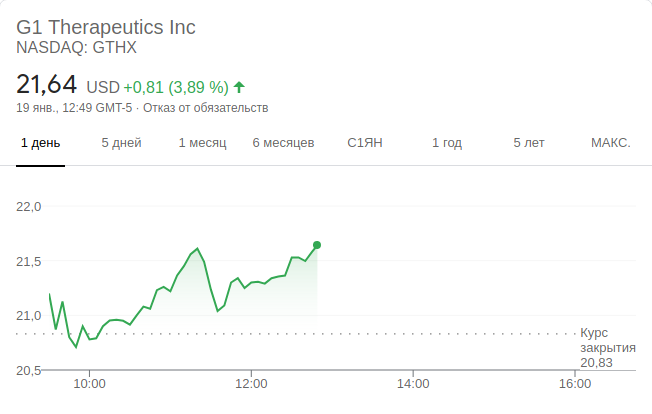 G1 Therapeutics Inc
NASDAQ: GTHX
21,64 USD +0,81 (3,89 %)
19 янв., 12:49 GMT-5 · Отказ от обязательств
1 день 5 дней 1 месяц 6 месяцев С1ЯН 1 год 5 лет МАКС.
22,0
21,5
21,0
Курс
закрытия
20,83
20,5
10:00 12:00 14:00 16:00